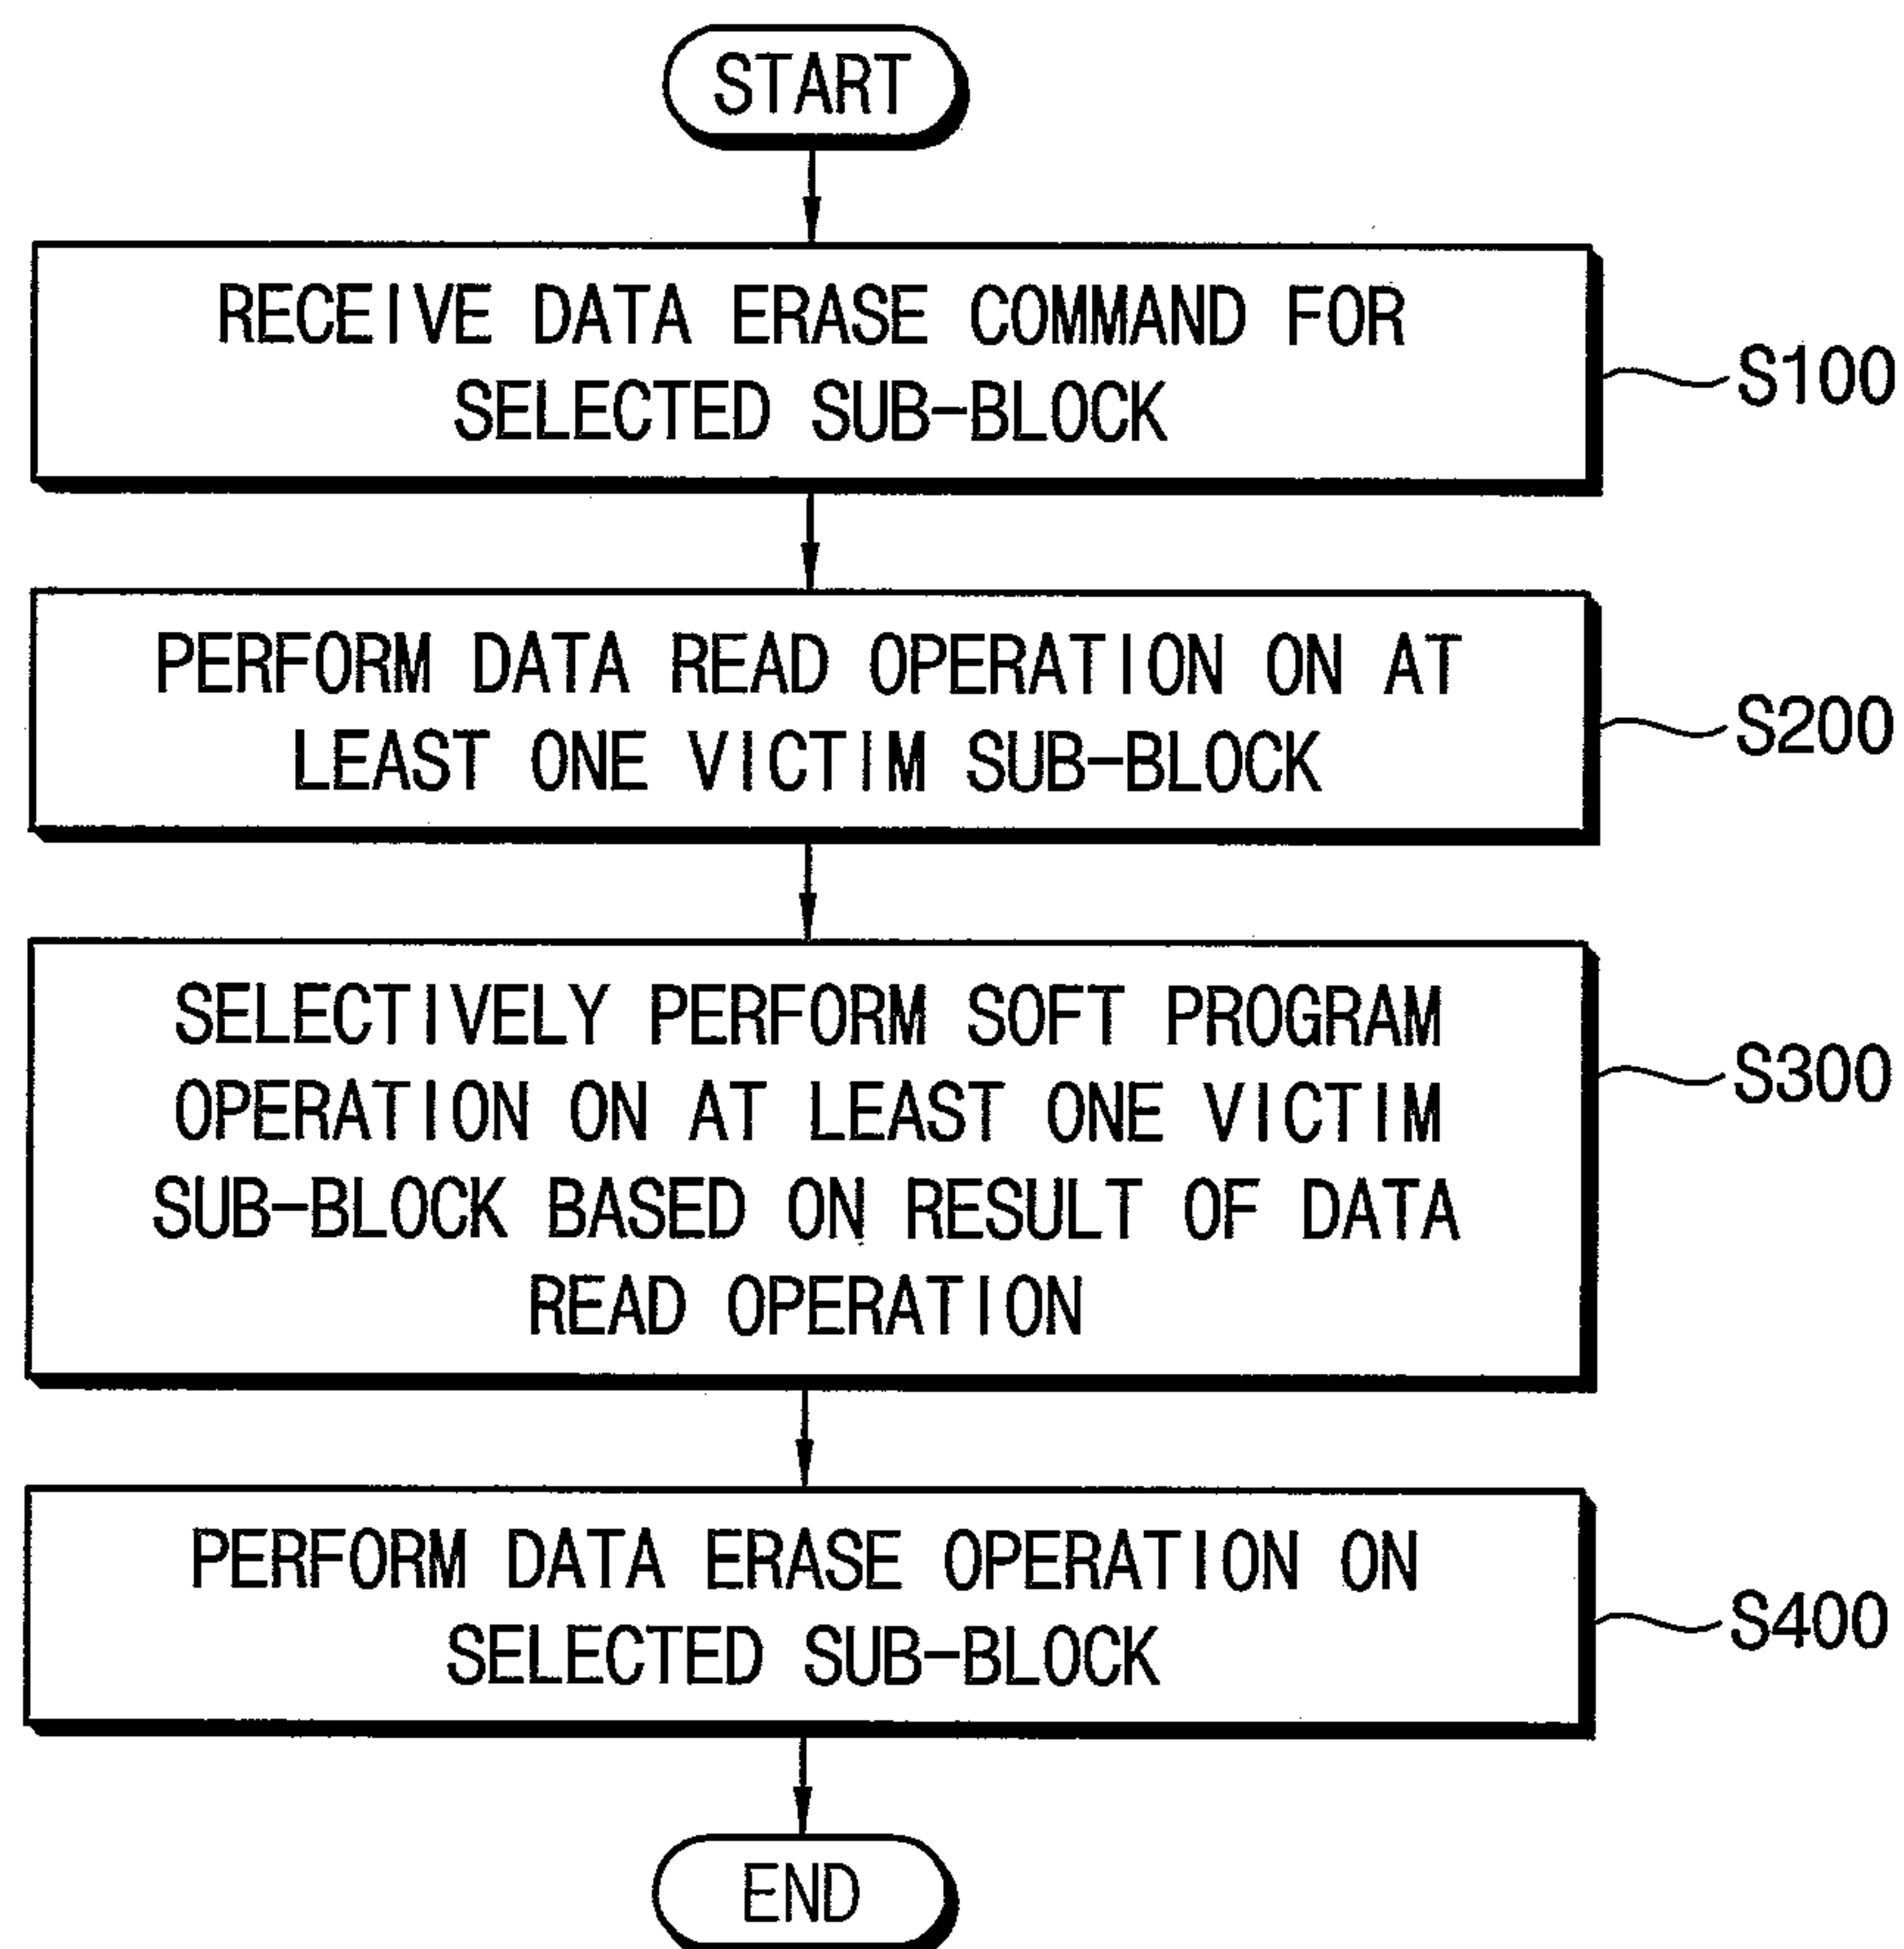 START
RECEIVE DATA ERASE COMMAND FOR
SELECTED SUB-BLOCK
S100
PERFORM DATA READ OPERATION ON AT
LEAST ONE VICTIM SUB-BLOCK
S200
SELECTIVELY PERFORM SOFT PROGRAM
OPERATION ON AT LEAST ONE VICTIM
SUB-BLOCK BASED ON RESULT OF DATA
READ OPERATION
S300
PERFORM DATA ERASE OPERATION ON
SELECTED SUB-BLOCK
S400
END